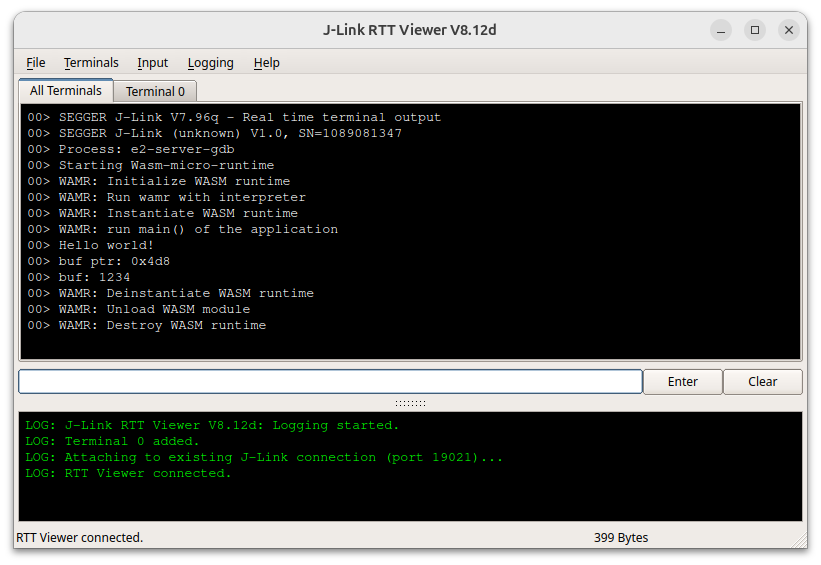 J-Link RTT Viewer V8.12d
File Terminals Input Logging Help
All Terminals Terminal 0
00> SEGGER J-Link V7.96q - Real time terminal output
00> SEGGER J-Link (unknown) V1.0, SN=1089081347
00> Process: e2-server-gdb
00> Starting Wasm-micro-runtime
00> WAMR: Initialize WASM runtime
00> WAMR: Run wamr with interpreter
00> WAMR: Instantiate WASM runtime
00> WAMR: run main() of the application
00> Hello world!
00> buf ptr: 0x4d8
00> buf: 1234
00> WAMR: Deinstantiate WASM runtime
00> WAMR: Unload WASM module
00> WAMR: Destroy WASM runtime
Enter Clear
LOG: J-Link RTT Viewer V8.12d: Logging started.
LOG: Terminal 0 added.
LOG: Attaching to existing J-Link connection (port 19021)...
LOG: RTT Viewer connected.
RTT Viewer connected. 399 Bytes